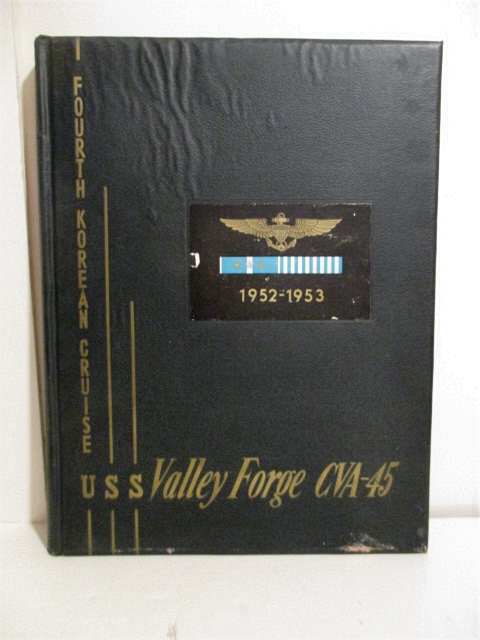 FOURTH KOREAN CRUISE
1952-1953
USS Valley Forge CVA-45